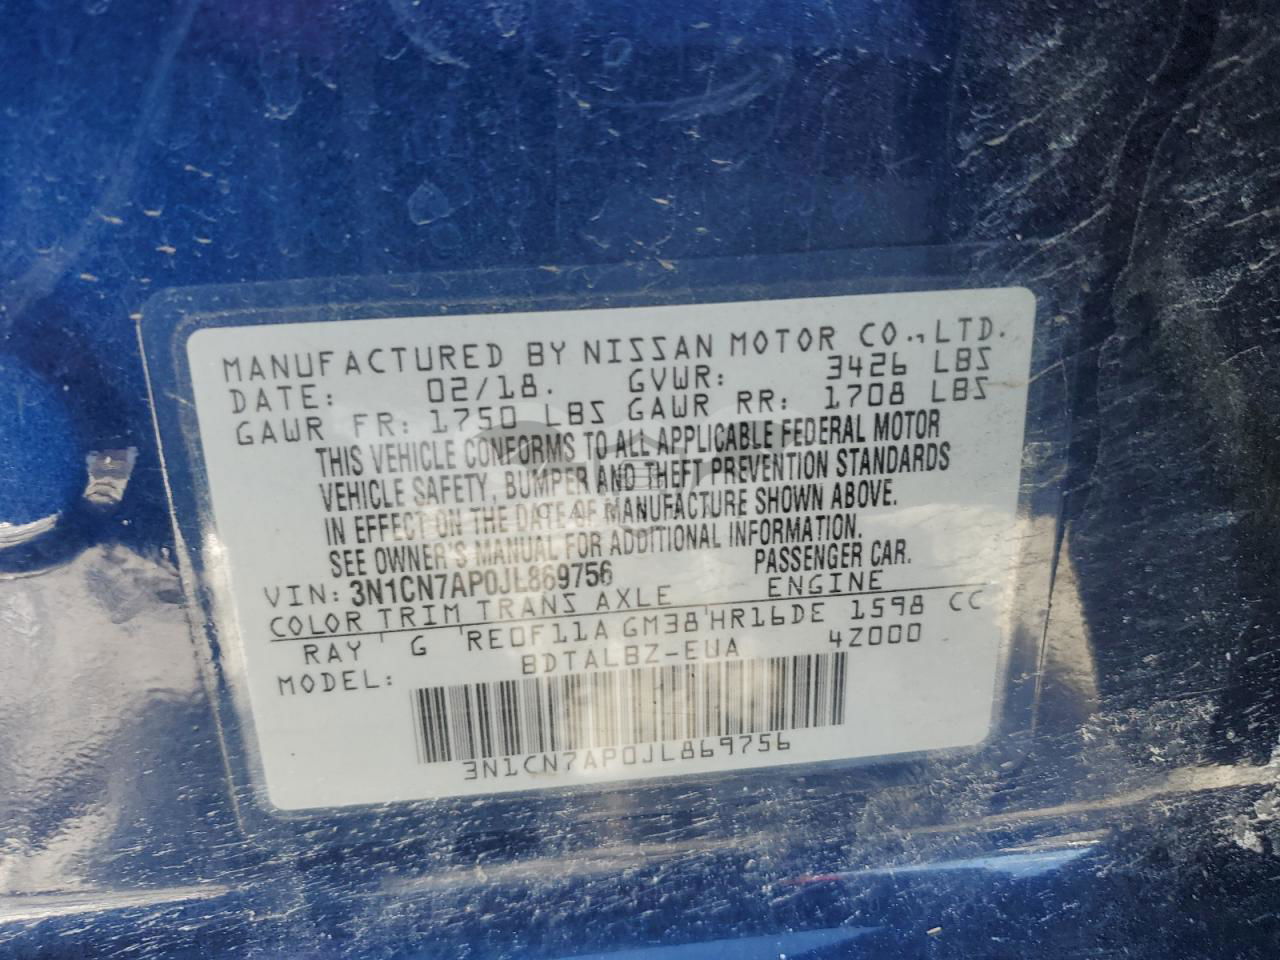 MANUFACTURED BY NISSAN MOTOR CO., LTD.
DATE: 02/18. GVWR: 3426 LBS
GAWR FR: 1750 LBS GAWR RR: 1708 LBS
THIS VEHICLE CONFORMS TO ALL APPLICABLE FEDERAL MOTOR
VEHICLE SAFETY, BUMPER AND THEFT PREVENTION STANDARDS
IN EFFECT ON THE DATE OF MANUFACTURE SHOWN ABOVE.
SEE OWNER'S MANUAL FOR ADDITIONAL INFORMATION.
VIN: 3N1CN7AP0JL869756 PASSENGER CAR.
COLOR TRIM TRANS AXLE ENGINE
RAY G RE0F11A GM38 HR16DE 1598 CC
MODEL: BDTALBZ-EUA 4Z000
3N1CN7AP0JL869756